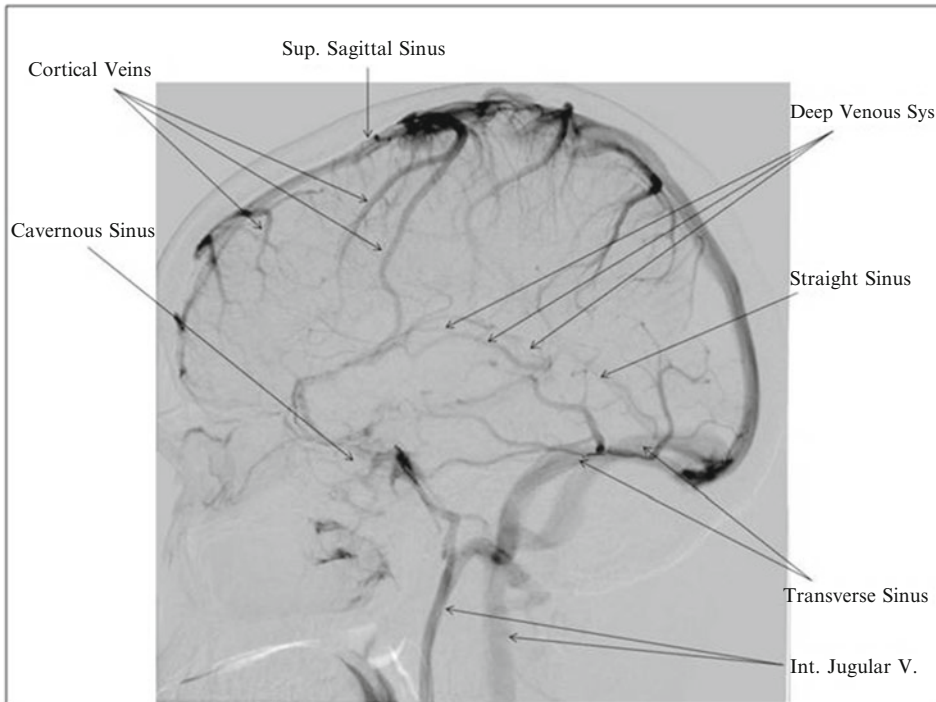 Sup. Sagittal Sinus
Cortical Veins
Deep Venous Sys
Cavernous Sinus
Straight Sinus
Transverse Sinus
Int. Jugular V.